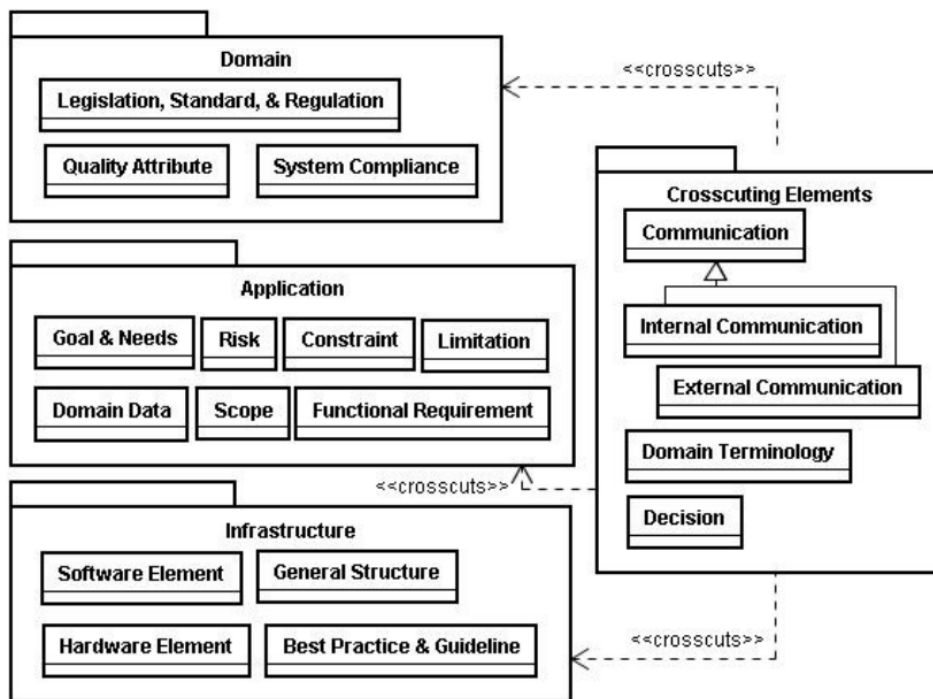 Domain
Legislation, Standard, & Regulation
Quality Attribute
System Compliance
<<crosscuts>>
Crosscuting Elements
Communication
Internal Communication
External Communication
Domain Terminology
Decision
Application
Goal & Needs
Risk
Constraint
Limitation
Domain Data
Scope
Functional Requirement
<<crosscuts>>
Infrastructure
Software Element
General Structure
Hardware Element
Best Practice & Guideline
<<crosscuts>>